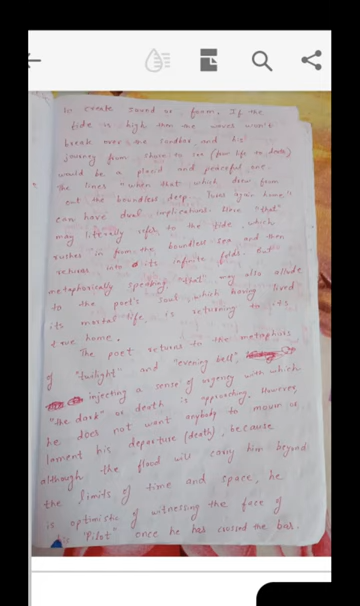 to create sound or foam. If the
tide is high than the waves won't
break over the sandbar and his
journey from shore to sea (from life to death)
would be a placid and peaceful one.
The lines "when that which drew from
out the boundless deep, Turns again home"
can have dual implications. Here "that"
may literally refer to the tide, which
rushes in from the boundless sea and then
retires into its infinite folds. But
metaphorically speaking "that" may also allude
to the poet's soul, which having lived
its mortal life, is returning to its
true home.
The poet returns to the metaphors
of "twilight" and "evening bell",
injecting a sense of urgency with which
"the dark" or death is approaching. However,
he does not want anybody to mourn or
lament his departure (death), because
although the flood will carry him beyond
the limits of time and space, he
is optimistic of witnessing the face of
"Pilot" once he has crossed the bar.